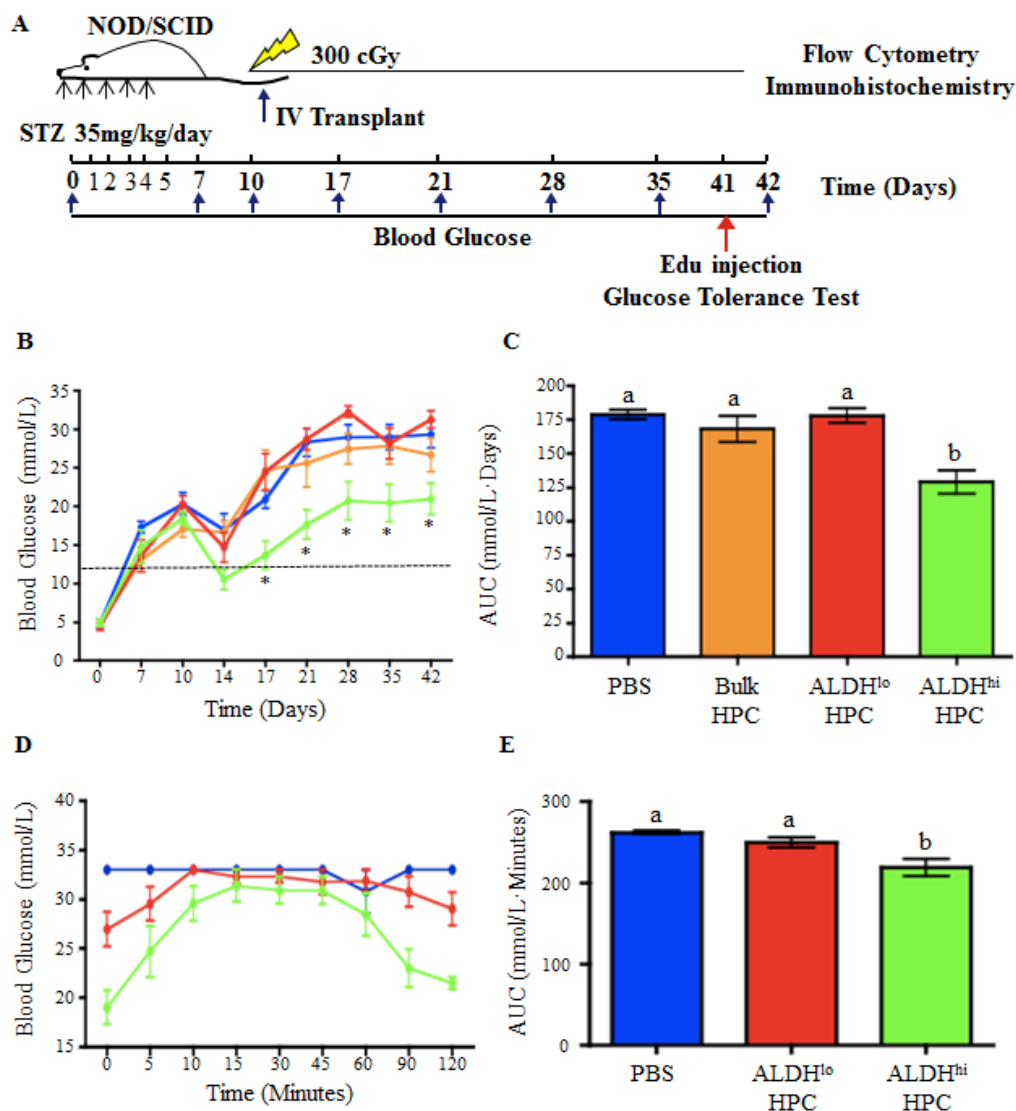 A
NOD/SCID
300 cGy
Flow Cytometry
Immunohistochemistry
IV Transplant
STZ 35mg/kg/day
0 1 2 3 4 5 7 10 17 21 28 35 41 42 Time (Days)
Blood Glucose
Edu injection
Glucose Tolerance Test
B
Blood Glucose (mmol/L)
35
30
25
20
15
10
5
0
* * * * *
0 7 10 14 17 21 28 35 42
Time (Days)
C
AUC (mmol/L·Days)
200
175
150
125
100
75
50
25
0
a a a b
PBS Bulk ALDHlo ALDHhi
HPC HPC HPC
D
Blood Glucose (mmol/L)
40
35
30
25
15
0 5 10 15 30 45 60 90 120
Time (Minutes)
E
AUC (mmol/L·Minutes)
300
200
100
0
a a b
PBS ALDHlo ALDHhi
HPC HPC